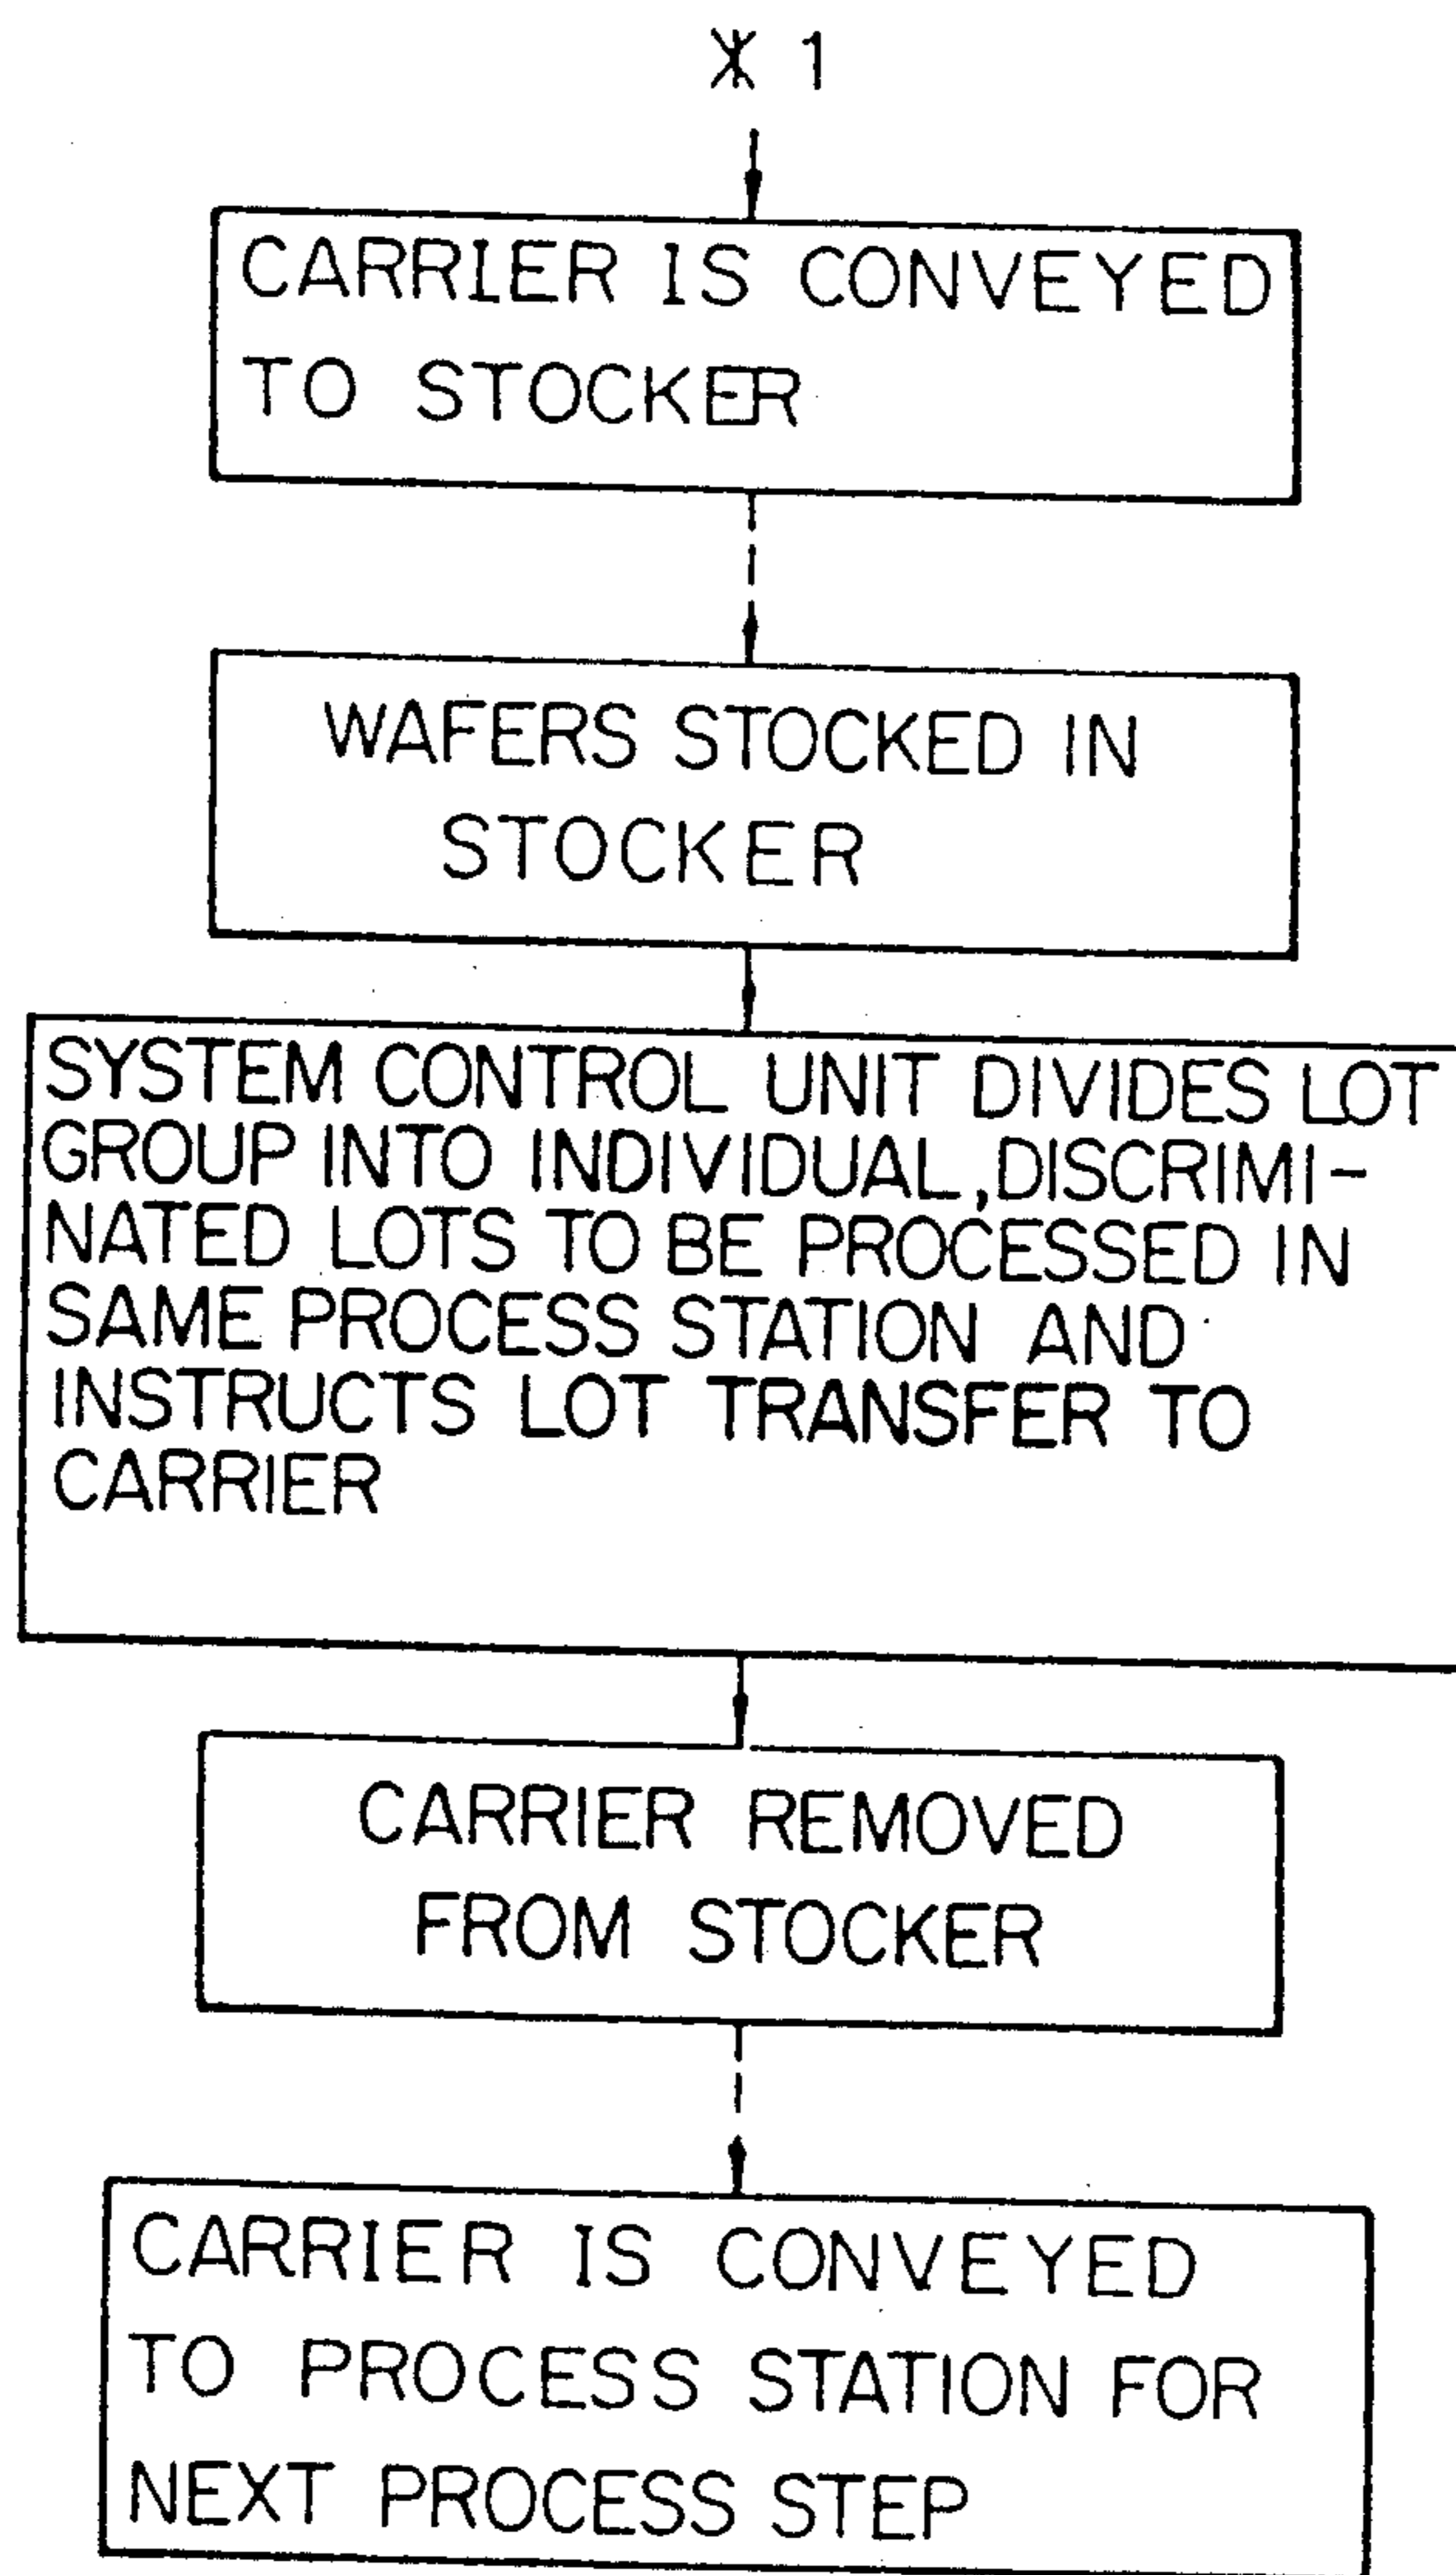 ※ 1
CARRIER IS CONVEYED
TO STOCKER
WAFERS STOCKED IN
STOCKER
SYSTEM CONTROL UNIT DIVIDES LOT
GROUP INTO INDIVIDUAL, DISCRIMI-
NATED LOTS TO BE PROCESSED IN
SAME PROCESS STATION AND
INSTRUCTS LOT TRANSFER TO
CARRIER
CARRIER REMOVED
FROM STOCKER
CARRIER IS CONVEYED
TO PROCESS STATION FOR
NEXT PROCESS STEP